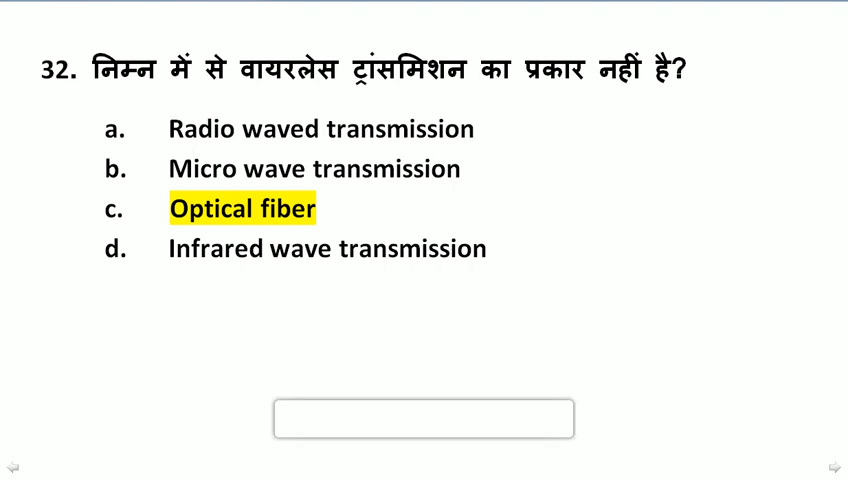 32. निम्न में से वायरलेस ट्रांसमिशन का प्रकार नहीं है?
a. Radio waved transmission
b. Micro wave transmission
c. Optical fiber
d. Infrared wave transmission